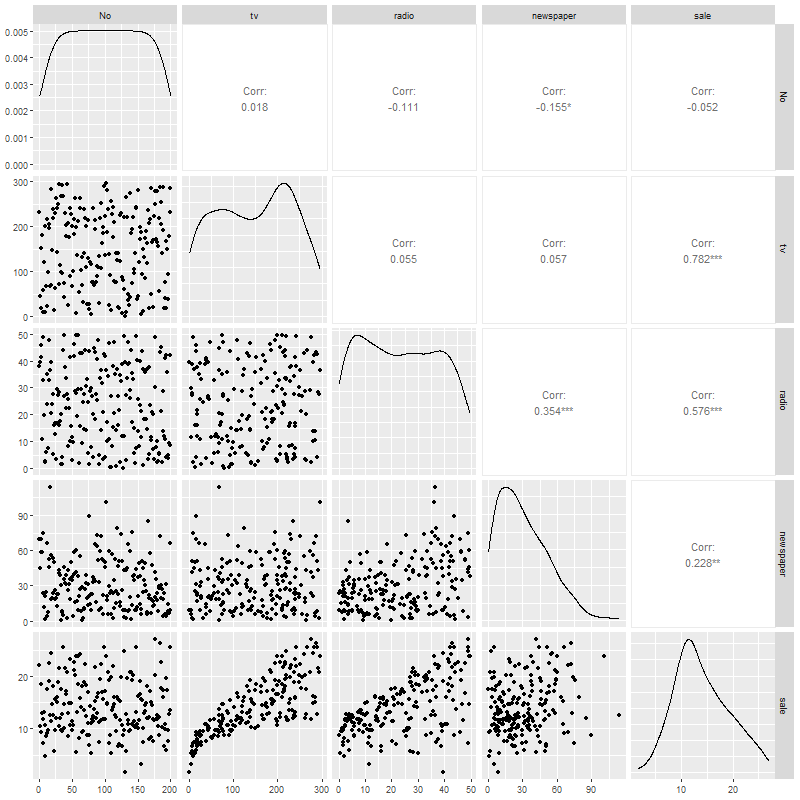 No tv radio newspaper sale
0.005
0.004
0.003
0.002
0.001
0.000
Corr:
0.018
Corr:
-0.111
Corr:
-0.155*
Corr:
-0.052
No
300
200
100
0
Corr:
0.055
Corr:
0.057
Corr:
0.782***
tv
50
40
30
20
10
0
Corr:
0.354***
Corr:
0.576***
radio
90
60
30
0
Corr:
0.228**
newspaper
20
10
sale
0 50 100 150 200 0 100 200 300 0 10 20 30 40 50 0 30 60 90 10 20